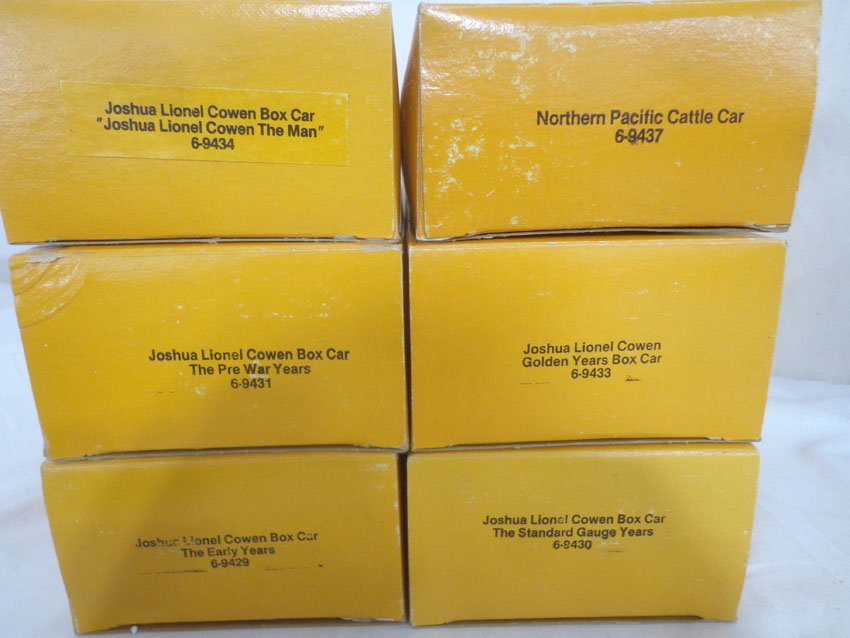 Joshua Lionel Cowen Box Car
"Joshua Lionel Cowen The Man"
6-9434
Northern Pacific Cattle Car
6-9437
Joshua Lionel Cowen Box Car
The Pre War Years
6-9431
Joshua Lionel Cowen
Golden Years Box Car
6-9433
Joshua Lionel Cowen Box Car
The Early Years
6-9429
Joshua Lionel Cowen Box Car
The Standard Gauge Years
6-9430